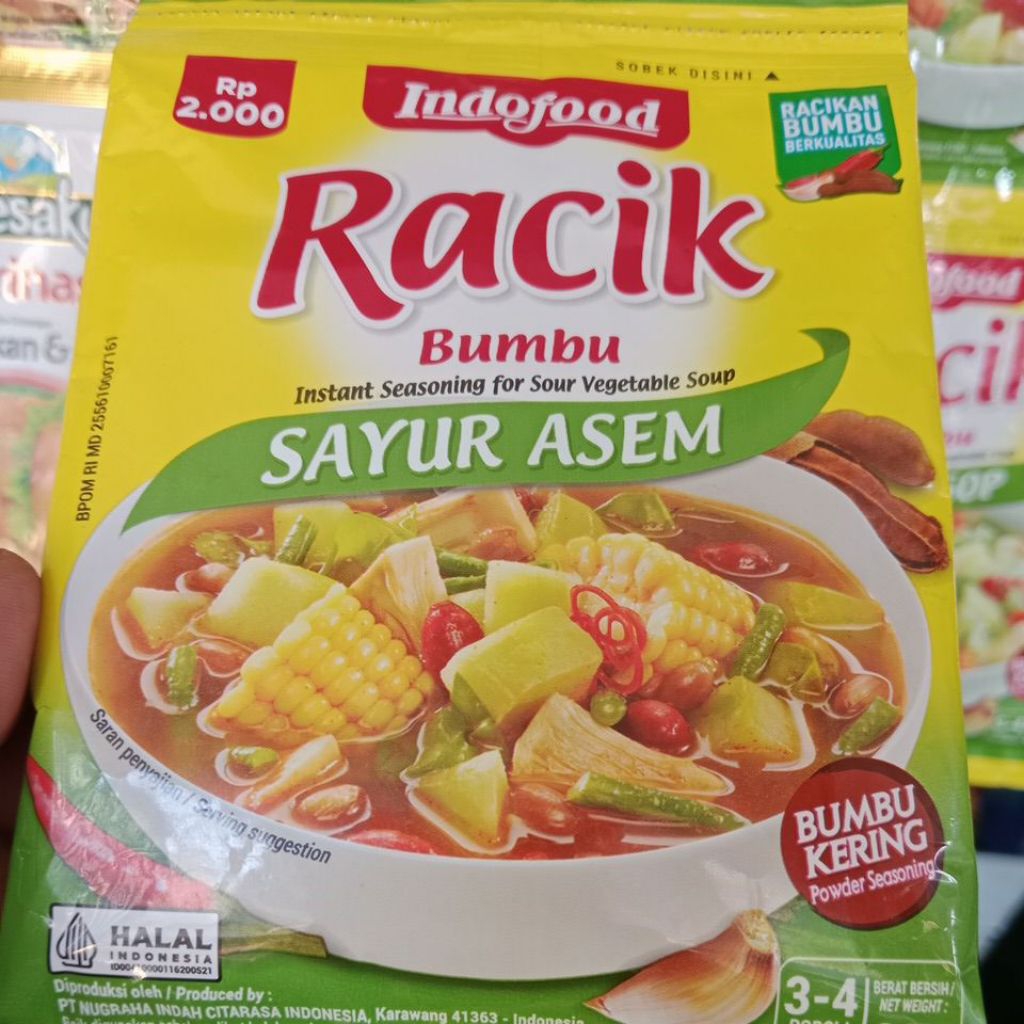 SOBEK DISINI
Rp
2.000
Indofood
RACIKAN
BUMBU
BERKUALITAS
Racik
Bumbu
Instant Seasoning for Sour Vegetable Soup
SAYUR ASEM
Saran penyajian / Serving suggestion
BUMBU
KERING
Powder Seasoning
HALAL
INDONESIA
Diproduksi oleh / Produced by :
PT NUGRAHA INDAH CITARASA INDONESIA, Karawang 41363 - Indonesia
3-4
BERAT BERSIH /
NET WEIGHT :
BPOM RI MD